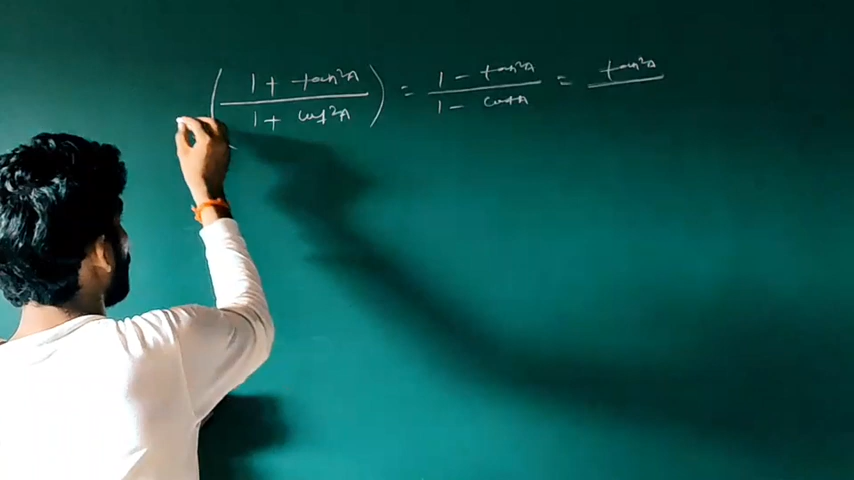 ( 1 + tan²A / 1 + cot²A ) = 1 - tan²A / 1 - cotA = tan²A